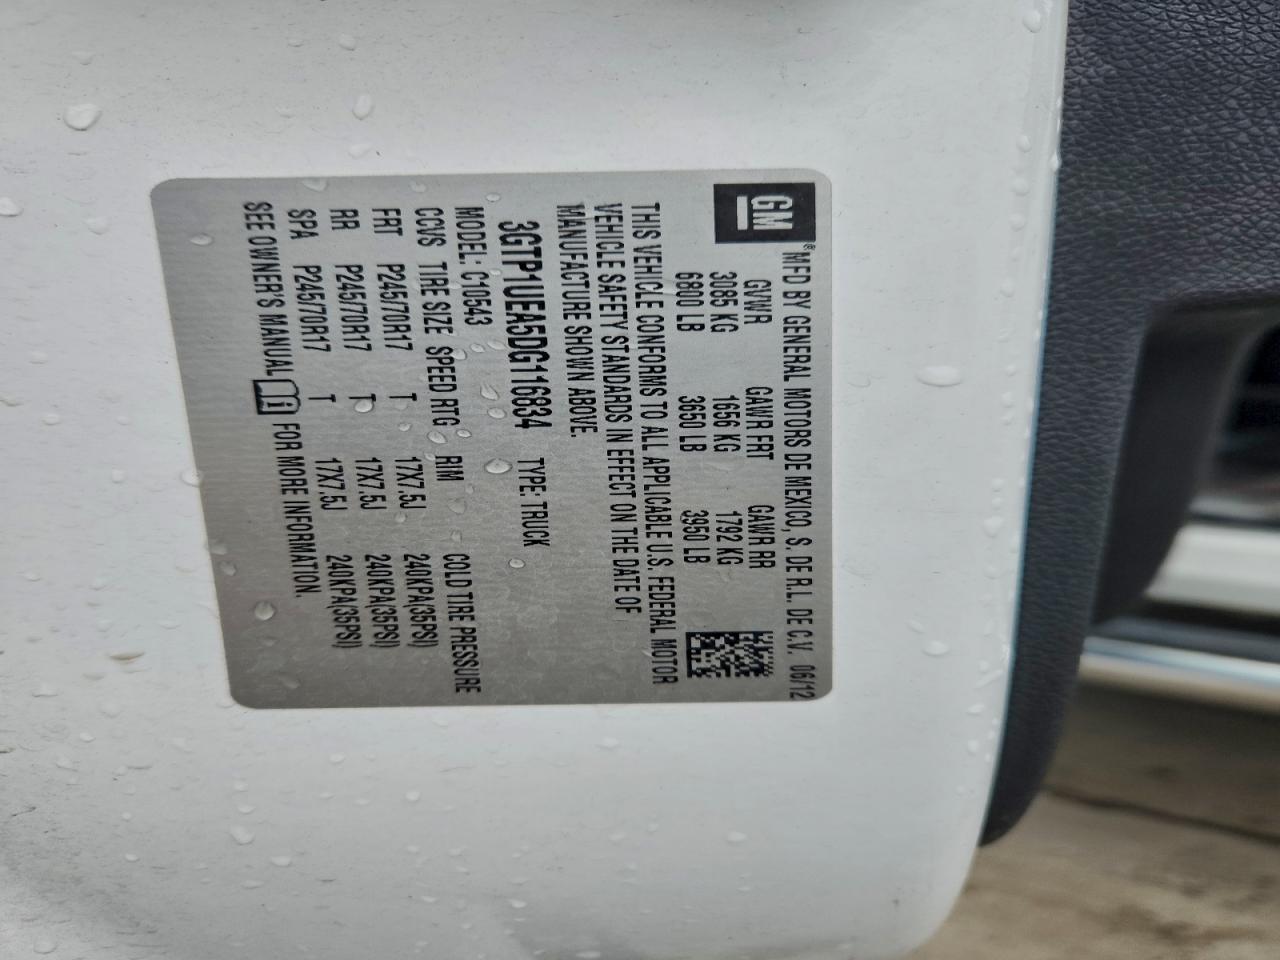 GM
®MFD BY GENERAL MOTORS DE MEXICO, S. DE R.L. DE C.V. 06/12
GVWR GAWR FRT GAWR RR
3085 KG 1656 KG 1792 KG
6800 LB 3650 LB 3950 LB
THIS VEHICLE CONFORMS TO ALL APPLICABLE U.S. FEDERAL MOTOR
VEHICLE SAFETY STANDARDS IN EFFECT ON THE DATE OF
MANUFACTURE SHOWN ABOVE.
3GTP1UEA5DG116834 TYPE: TRUCK
MODEL: C10543
CCVS TIRE SIZE SPEED RTG RIM COLD TIRE PRESSURE
FRT P245/70R17 T 17X7.5J 240KPA(35PSI)
RR P245/70R17 T 17X7.5J 240KPA(35PSI)
SPA P245/70R17 T 17X7.5J 240KPA(35PSI)
SEE OWNER'S MANUAL i FOR MORE INFORMATION.